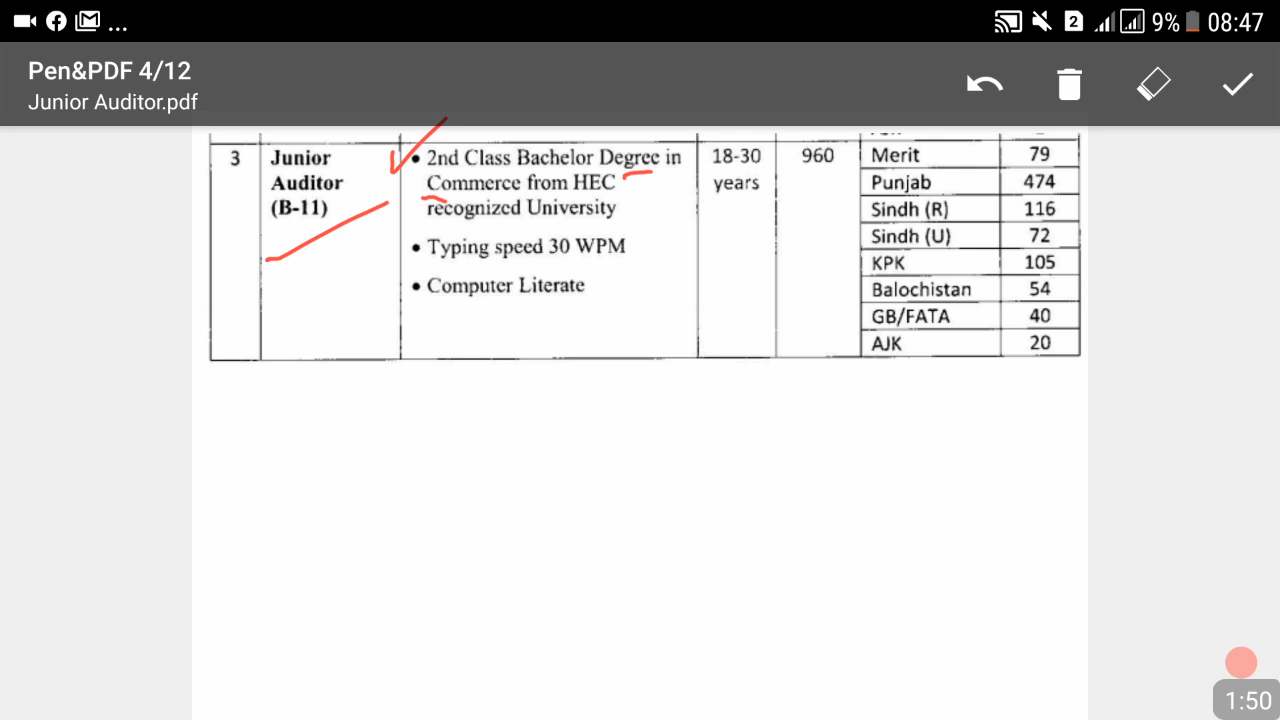 ... 2 9% 08:47
Pen&PDF 4/12
Junior Auditor.pdf
3 Junior Auditor (B-11)
• 2nd Class Bachelor Degree in
Commerce from HEC
recognized University
• Typing speed 30 WPM
• Computer Literate
18-30
years
960
Merit 79
Punjab 474
Sindh (R) 116
Sindh (U) 72
KPK 105
Balochistan 54
GB/FATA 40
AJK 20
1:50